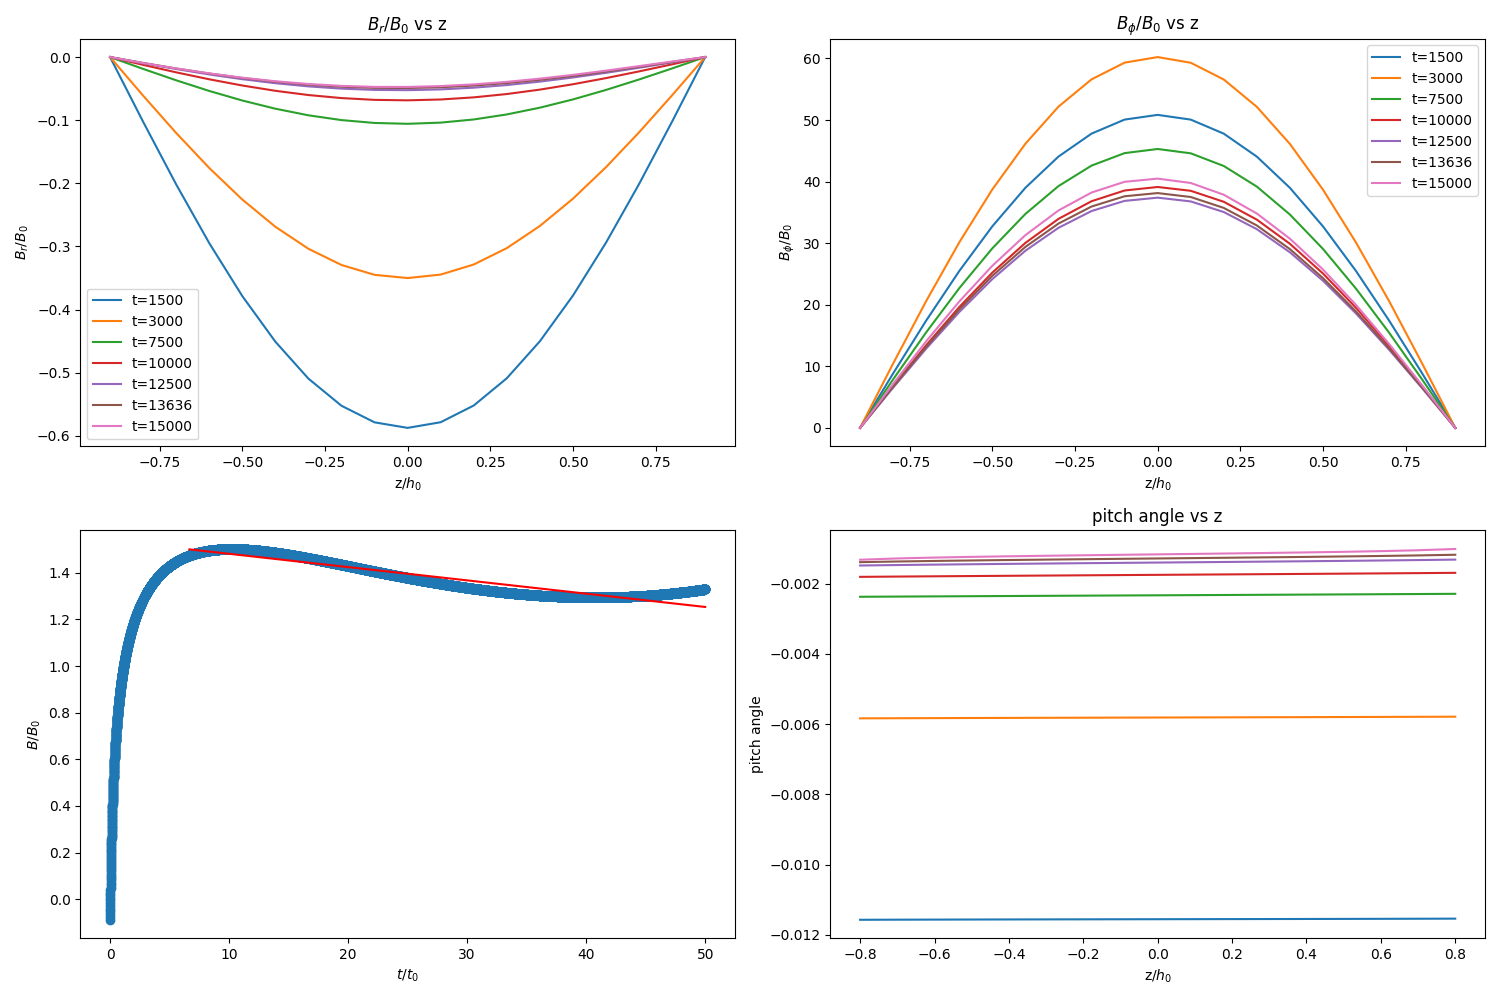 B_r/B_0 vs z
B_r/B_0
0.0
−0.1
−0.2
−0.3
−0.4
−0.5
−0.6
t=1500
t=3000
t=7500
t=10000
t=12500
t=13636
t=15000
−0.75 −0.50 −0.25 0.00 0.25 0.50 0.75
z/h_0
B_ϕ/B_0 vs z
B_ϕ/B_0
60
50
40
30
20
10
0
t=1500
t=3000
t=7500
t=10000
t=12500
t=13636
t=15000
−0.75 −0.50 −0.25 0.00 0.25 0.50 0.75
z/h_0
B/B_0
1.4
1.2
1.0
0.8
0.6
0.4
0.2
0.0
0 10 20 30 40 50
t/t_0
pitch angle vs z
pitch angle
−0.002
−0.004
−0.006
−0.008
−0.010
−0.012
−0.8 −0.6 −0.4 −0.2 0.0 0.2 0.4 0.6 0.8
z/h_0